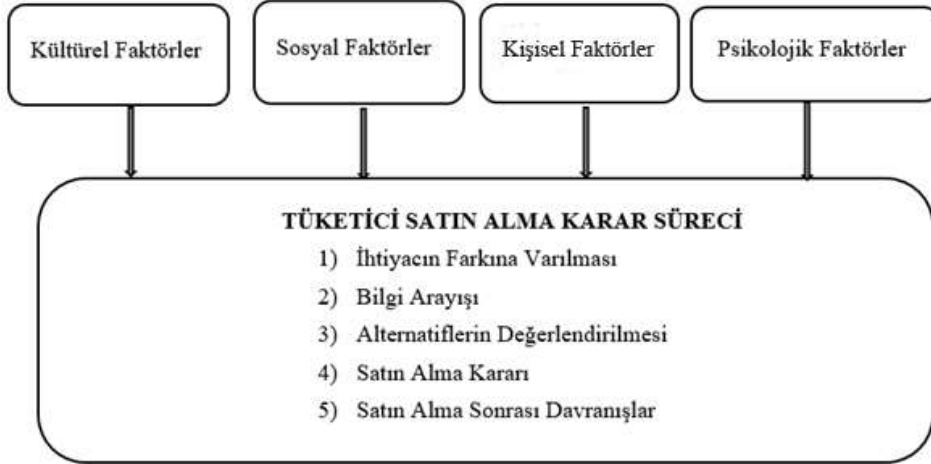 Kültürel Faktörler
Sosyal Faktörler
Kişisel Faktörler
Psikolojik Faktörler
TÜKETİCİ SATIN ALMA KARAR SÜRECİ
1) İhtiyacın Farkına Varılması
2) Bilgi Arayışı
3) Alternatiflerin Değerlendirilmesi
4) Satın Alma Kararı
5) Satın Alma Sonrası Davranışlar